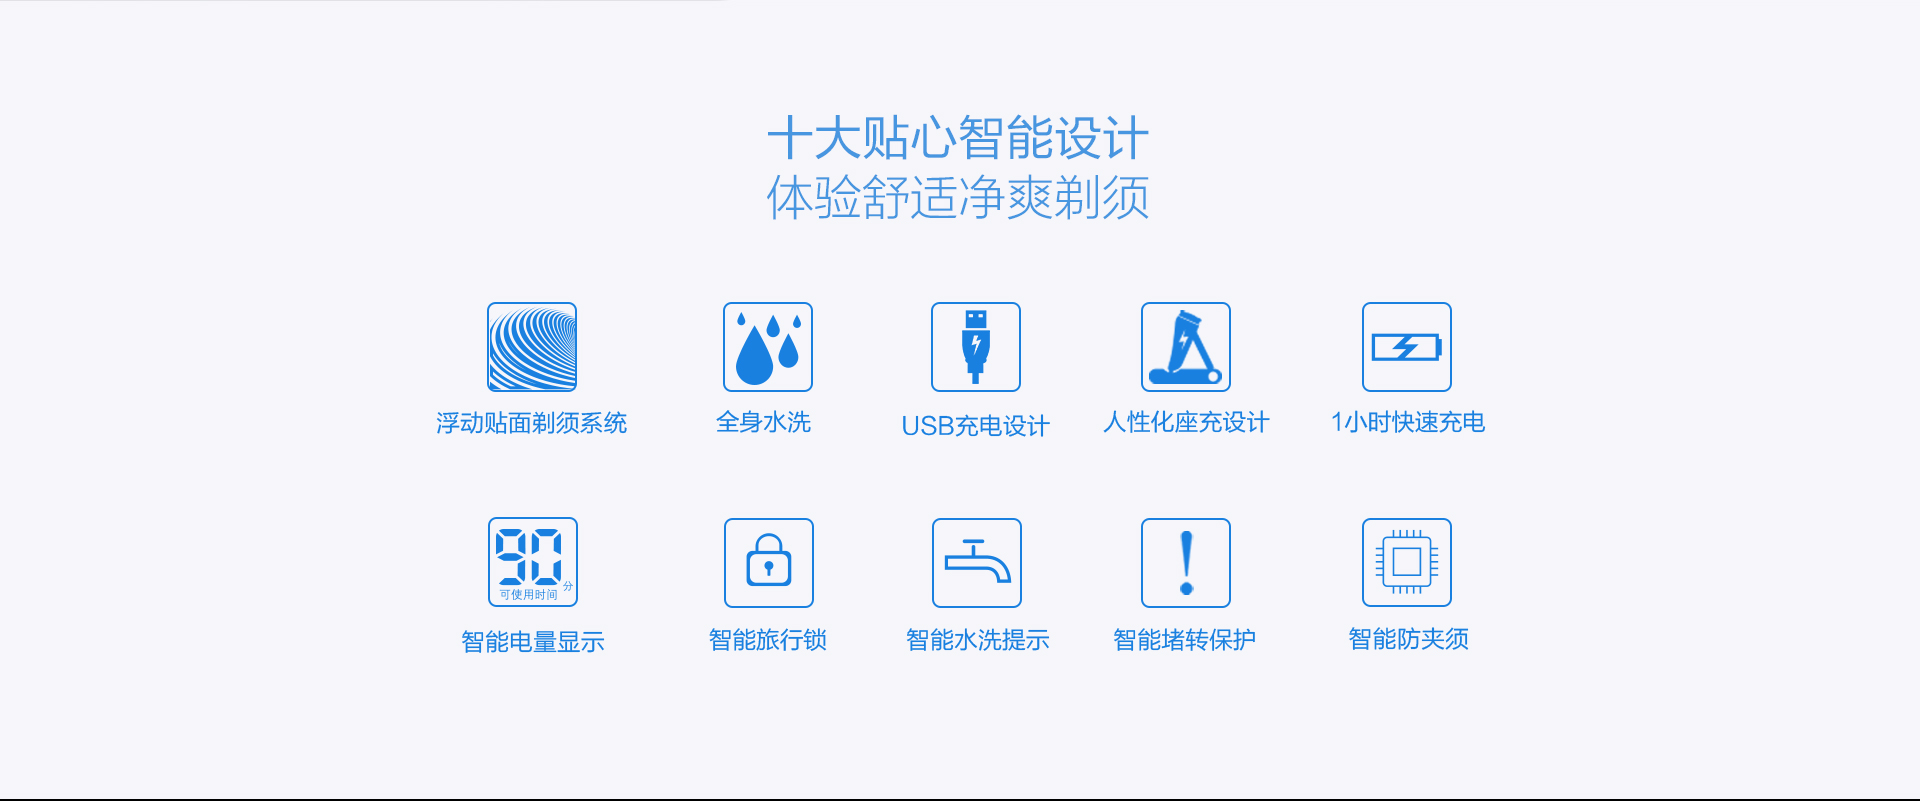 十大贴心智能设计
体验舒适净爽剃须
浮动贴面剃须系统
全身水洗
USB充电设计
人性化座充设计
1小时快速充电
90分
可使用时间
智能电量显示
智能旅行锁
智能水洗提示
智能堵转保护
智能防夹须